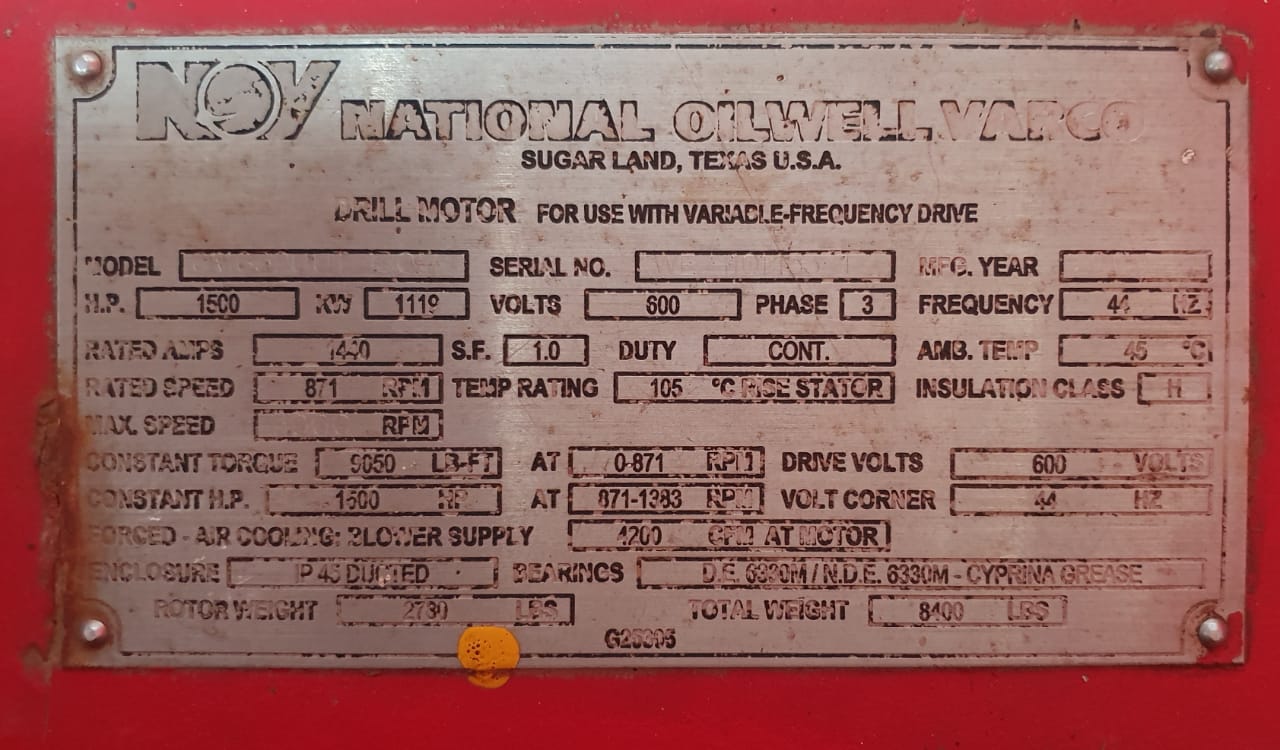 NOV NATIONAL OILWELL VARCO
SUGAR LAND, TEXAS U.S.A.
DRILL MOTOR FOR USE WITH VARIABLE-FREQUENCY DRIVE
MODEL SERIAL NO. MFG. YEAR
H.P. 1500 KW 1119 VOLTS 600 PHASE 3 FREQUENCY 44 HZ.
RATED AMPS S.F. 1.0 DUTY CONT. AMB. TEMP 45 °C
RATED SPEED 871 RPM TEMP RATING 105 °C RISE STATOR INSULATION CLASS H
MAX. SPEED RPM
CONSTANT TORQUE 9050 LB-FT AT 0-871 RPM DRIVE VOLTS 600 VOLTS
CONSTANT H.P. 1500 HP AT 871-1383 RPM VOLT CORNER 44 HZ
FORCED - AIR COOLING: BLOWER SUPPLY 4200 CFM AT MOTOR
ENCLOSURE IP 45 DUCTED BEARINGS D.E. 6330M / N.D.E. 6330M - CYPRINA GREASE
ROTOR WEIGHT 2780 LBS TOTAL WEIGHT 8400 LBS